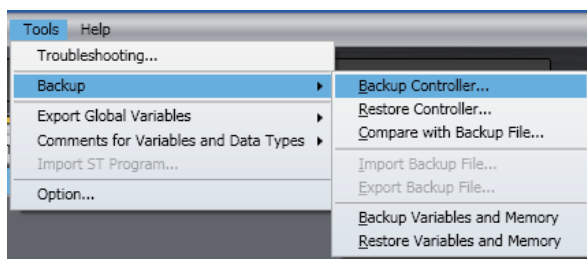 Tools Help
Troubleshooting...
Backup
Export Global Variables
Comments for Variables and Data Types
Import ST Program...
Option...
Backup Controller...
Restore Controller...
Compare with Backup File...
Import Backup File...
Export Backup File...
Backup Variables and Memory
Restore Variables and Memory